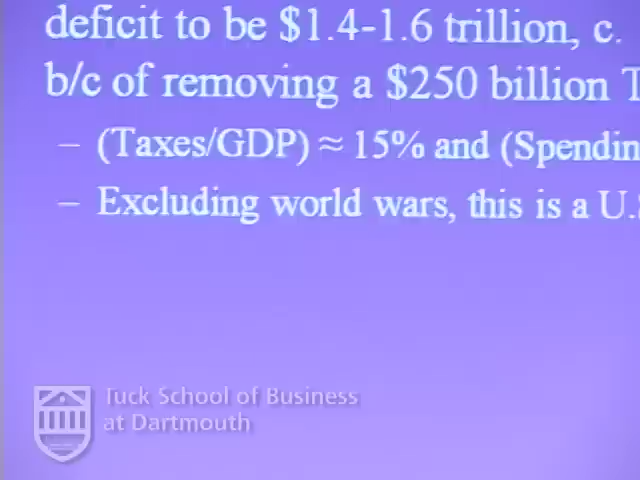 deficit to be $1.4-1.6 trillion, c.
b/c of removing a $250 billion T
– (Taxes/GDP) ≈ 15% and (Spendin
– Excluding world wars, this is a U.S
Tuck School of Business
at Dartmouth